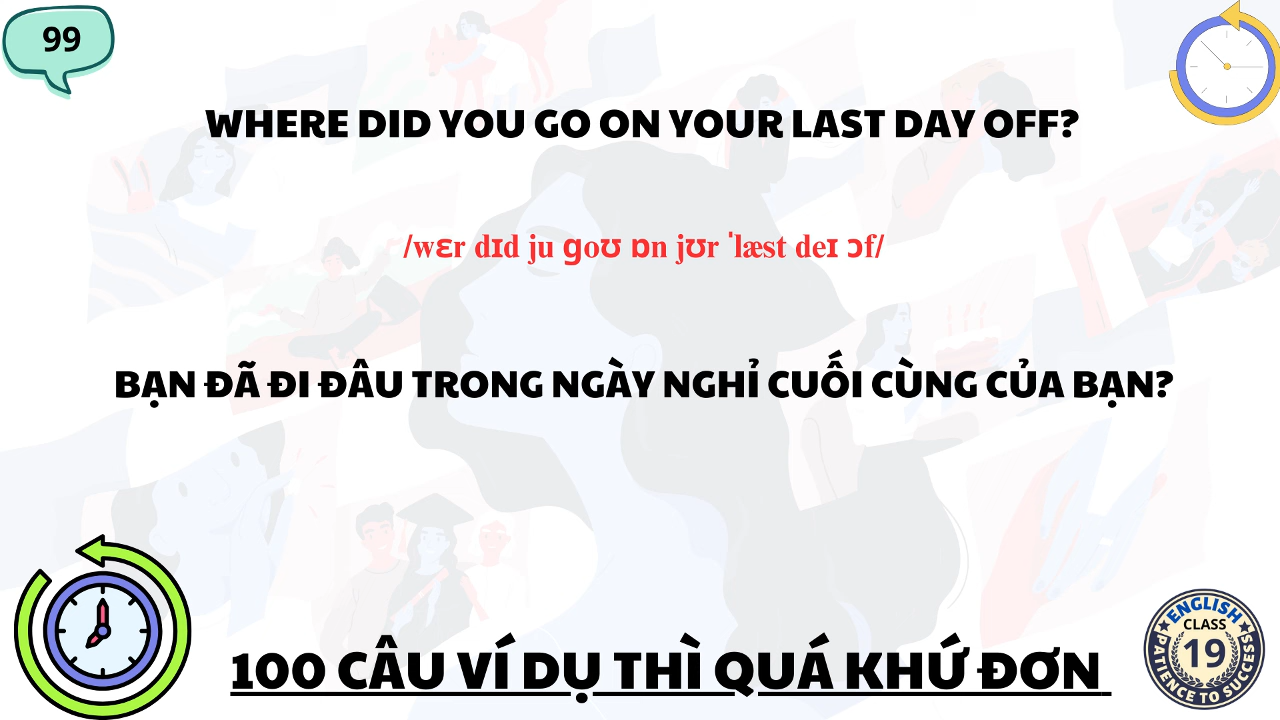 99
WHERE DID YOU GO ON YOUR LAST DAY OFF?
/wɛr dɪd ju ɡoʊ ɒn jʊr ˈlæst deɪ ɔf/
BẠN ĐÃ ĐI ĐÂU TRONG NGÀY NGHỈ CUỐI CÙNG CỦA BẠN?
100 CÂU VÍ DỤ THÌ QUÁ KHỨ ĐƠN
ENGLISH
CLASS
19
PATIENCE TO SUCCESS